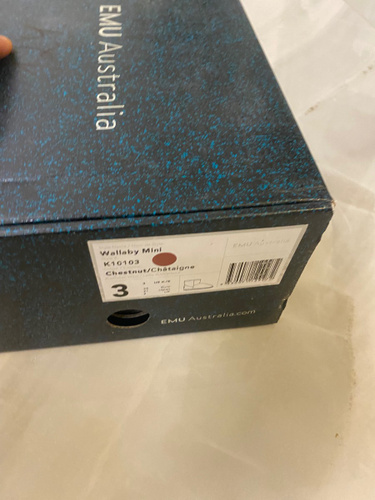 EMU Australia
Wallaby Mini
K10103
Chestnut/Châtaigne
3
EMU Australia.com